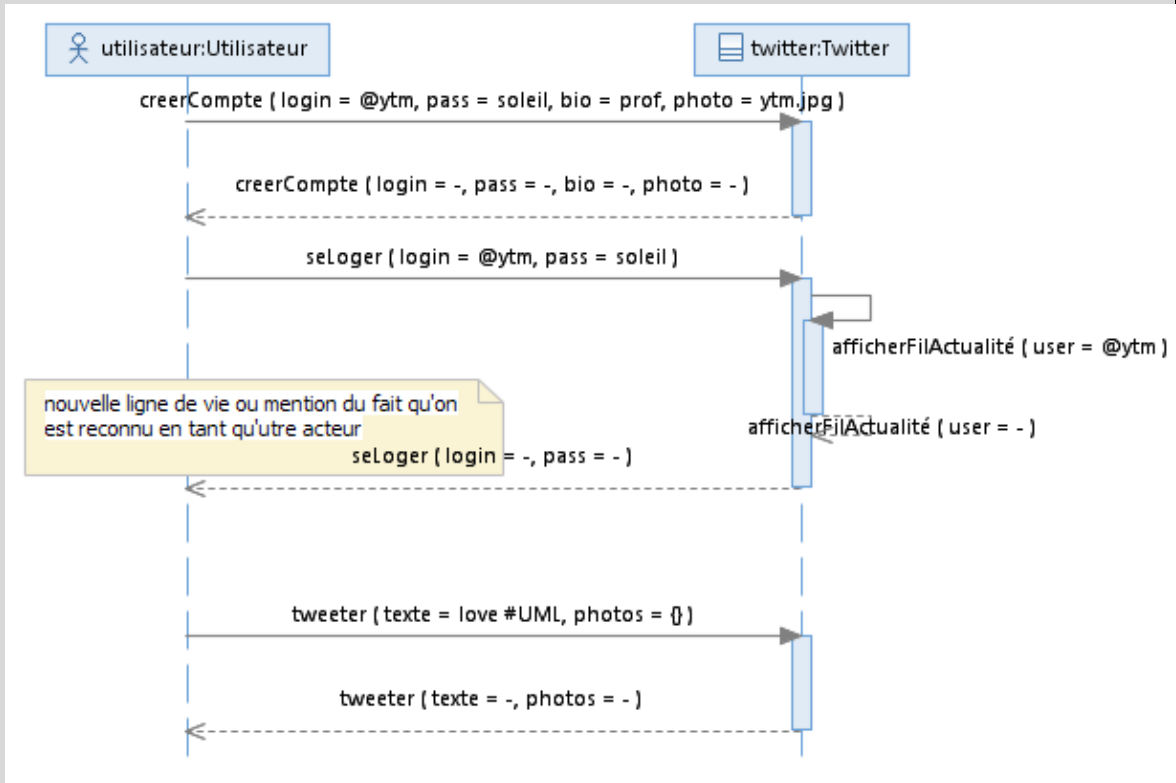 utilisateur:Utilisateur
twitter:Twitter
creerCompte ( login = @ytm, pass = soleil, bio = prof, photo = ytm.jpg )
creerCompte ( login = -, pass = -, bio = -, photo = - )
seLoger ( login = @ytm, pass = soleil )
afficherFilActualité ( user = @ytm )
nouvelle ligne de vie ou mention du fait qu'on
est reconnu en tant qu'utre acteur
afficherFilActualité ( user = - )
seLoger ( login = -, pass = - )
tweeter ( texte = love #UML, photos = {} )
tweeter ( texte = -, photos = - )